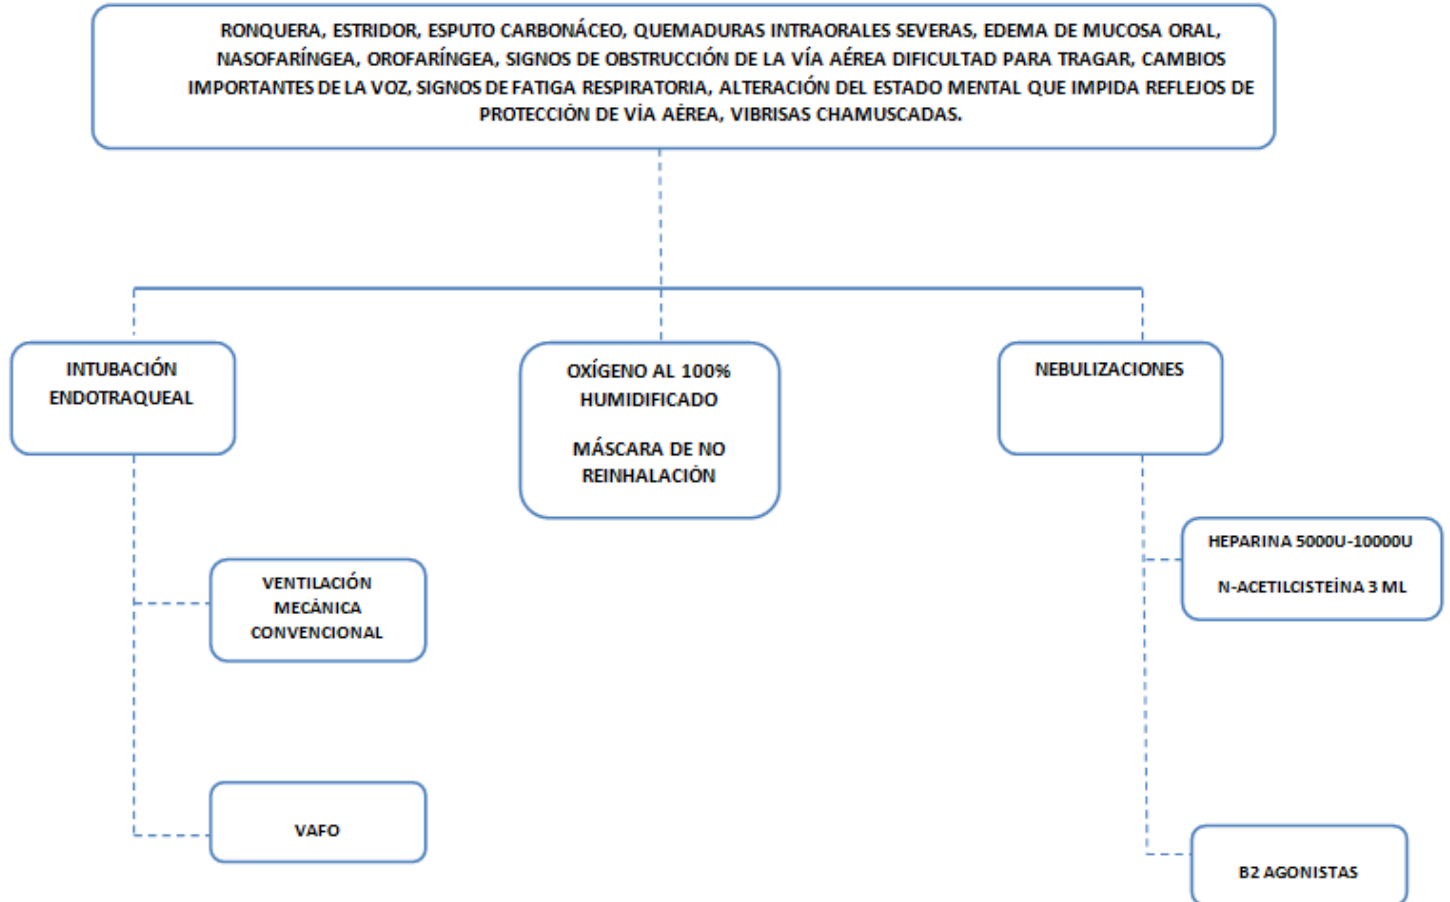 RONQUERA, ESTRIDOR, ESPUTO CARBONÁCEO, QUEMADURAS INTRAORALES SEVERAS, EDEMA DE MUCOSA ORAL,
NASOFARÍNGEA, OROFARÍNGEA, SIGNOS DE OBSTRUCCIÓN DE LA VÍA AÉREA DIFICULTAD PARA TRAGAR, CAMBIOS
IMPORTANTES DE LA VOZ, SIGNOS DE FATIGA RESPIRATORIA, ALTERACIÓN DEL ESTADO MENTAL QUE IMPIDA REFLEJOS DE
PROTECCIÓN DE VÍA AÉREA, VIBRISAS CHAMUSCADAS.
INTUBACIÓN
ENDOTRAQUEAL
OXÍGENO AL 100%
HUMIDIFICADO
MÁSCARA DE NO
REINHALACIÓN
NEBULIZACIONES
HEPARINA 5000U-10000U
N-ACETILCISTEÍNA 3 ML
VENTILACIÓN
MECÁNICA
CONVENCIONAL
VAFO
B2 AGONISTAS